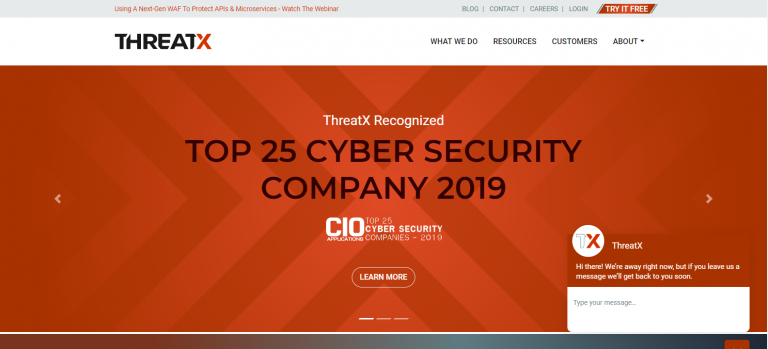 Using A Next-Gen WAF To Protect APIs & Microservices - Watch The Webinar
BLOG | CONTACT | CAREERS | LOGIN TRY IT FREE
THREATX
WHAT WE DO RESOURCES CUSTOMERS ABOUT
ThreatX Recognized
TOP 25 CYBER SECURITY
COMPANY 2019
CIO APPLICATIONS
TOP 25
CYBER SECURITY
COMPANIES - 2019
LEARN MORE
TX
ThreatX
Hi there! We're away right now, but if you leave us a
message we'll get back to you soon.
Type your message...